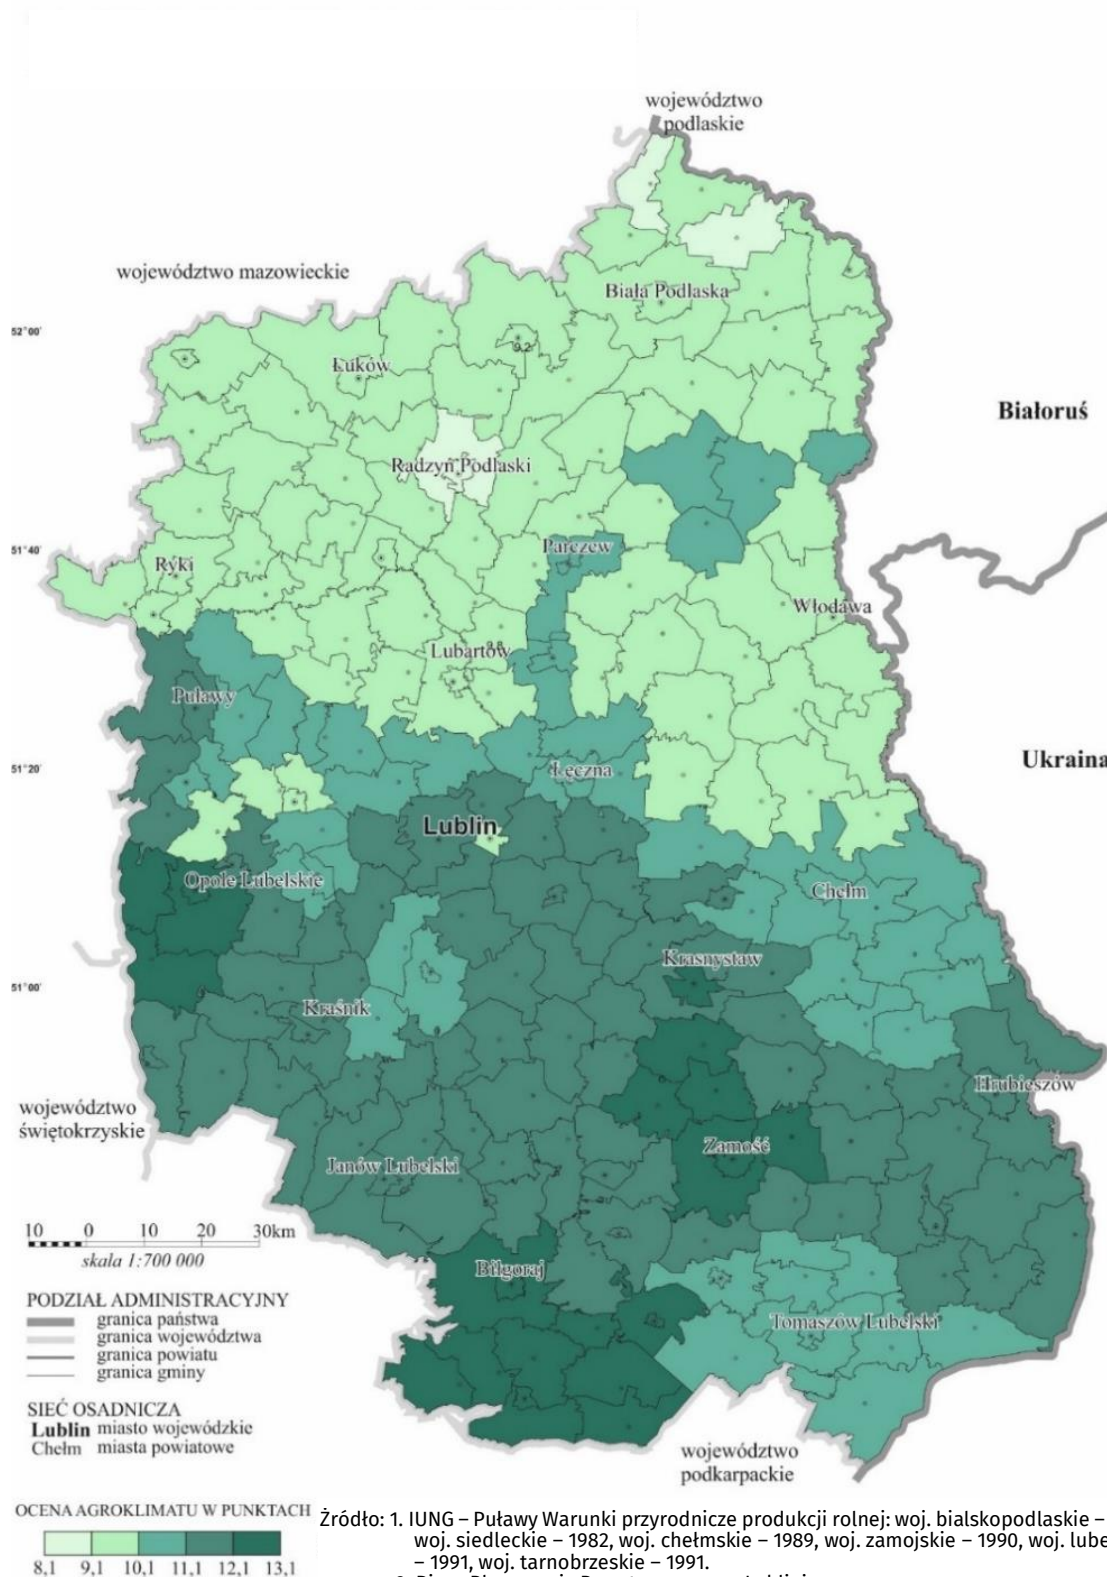 województwo
podlaskie
województwo mazowieckie
Biała Podlaska
52°00'
9,2
Łuków
Białoruś
Radzyń Podlaski
51°40'
Parczew
Ryki
Włodawa
Lubartów
Puławy
51°20'
Łęczna
Ukraina
Lublin
Opole Lubelskie
Chełm
Krasnystaw
51°00'
Kraśnik
Hrubieszów
województwo
świętokrzyskie
Zamość
Janów Lubelski
10 0 10 20 30km
skala 1:700 000
Biłgoraj
PODZIAŁ ADMINISTRACYJNY
granica państwa
granica województwa
granica powiatu
granica gminy
Tomaszów Lubelski
SIEĆ OSADNICZA
Lublin miasto wojewódzkie
Chełm miasta powiatowe
województwo
podkarpackie
OCENA AGROKLIMATU W PUNKTACH
8,1 9,1 10,1 11,1 12,1 13,1
Źródło: 1. IUNG – Puławy Warunki przyrodnicze produkcji rolnej: woj. bialskopodlaskie –
woj. siedleckie – 1982, woj. chełmskie – 1989, woj. zamojskie – 1990, woj. lube
– 1991, woj. tarnobrzeskie – 1991.